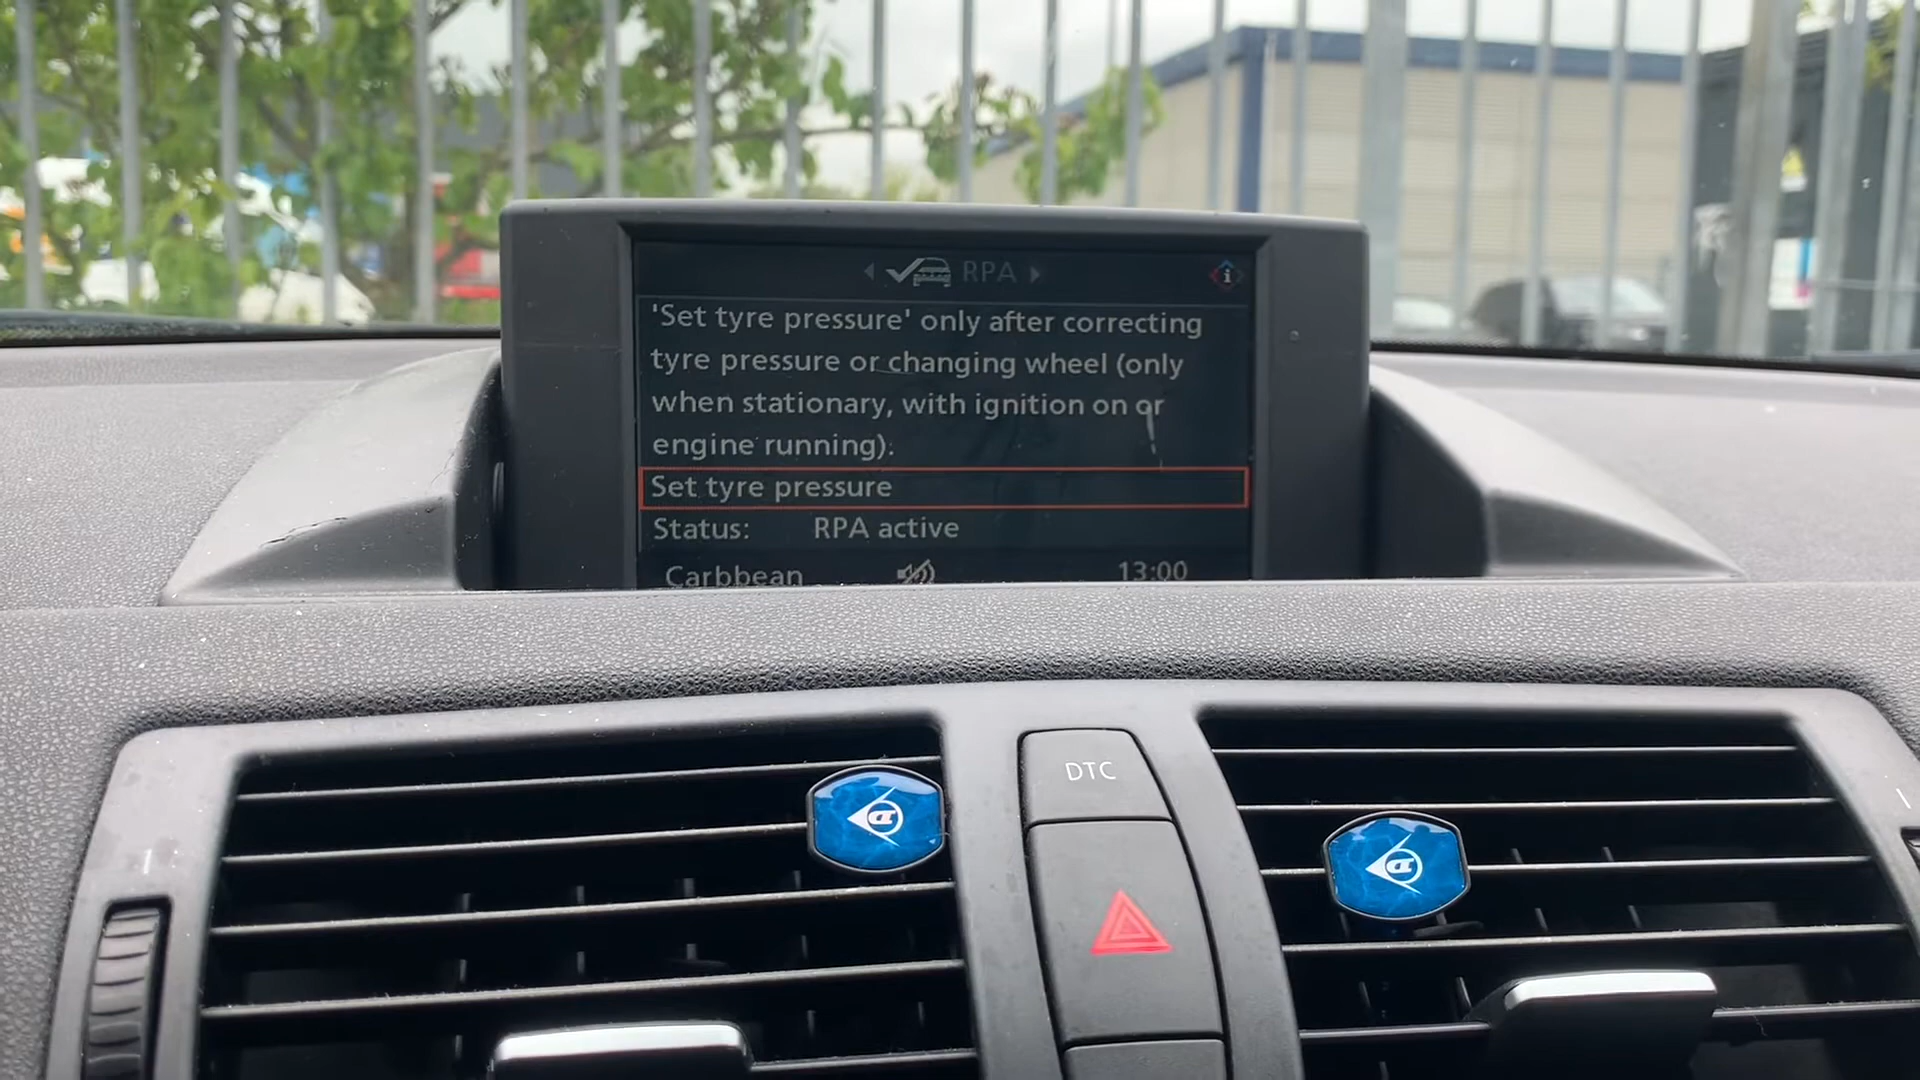 RPA
'Set tyre pressure' only after correcting
tyre pressure or changing wheel (only
when stationary, with ignition on or
engine running).
Set tyre pressure
Status: RPA active
Carbbean 13:00
DTC